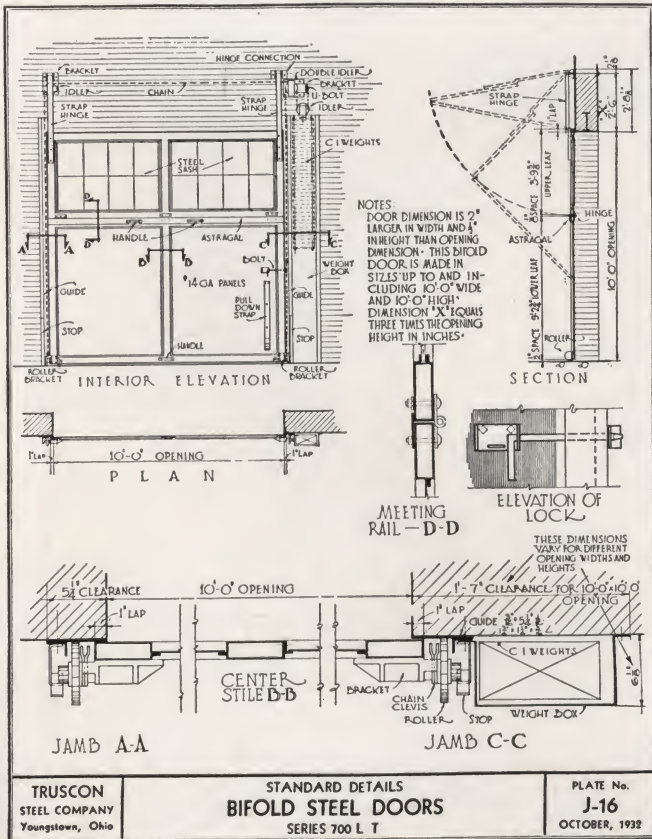 HINGE CONNECTION
BRACKET
DOUBLE IDLER
BRACKET
U-BOLT
IDLER
CHAIN
IDLER
STRAP
HINGE
STRAP
HINGE
C I WEIGHTS
STEEL
SASH
D
D
HANDLE
ASTRAGAL
A
A
B
D
C
C
BOLT
WEIGHT
BOX
#14 GA PANELS
GUIDE
PULL
DOWN
STRAP
GUIDE
STOP
STOP
HANDLE
ROLLER
BRACKET
INTERIOR ELEVATION
ROLLER
BRACKET
NOTES:
DOOR DIMENSION IS 2"
LARGER IN WIDTH AND ½"
IN HEIGHT THAN OPENING
DIMENSION · THIS BIFOLD
DOOR IS MADE IN
SIZES UP TO AND IN-
CLUDING 10'-0" WIDE
AND 10'-0" HIGH·
DIMENSION "X" EQUALS
THREE TIMES THE OPENING
HEIGHT IN INCHES·
STRAP
HINGE
1" LAP
"X"
2'-6"
UPPER LEAF
HINGE
ASTRAGAL
LOWER LEAF
10'0" OPENING
ROLLER
SECTION
1" LAP
10'-0" OPENING
1" LAP
PLAN
MEETING
RAIL — D-D
ELEVATION OF
LOCK
THESE DIMENSIONS
VARY FOR DIFFERENT
OPENING WIDTHS AND
HEIGHTS
CLEARANCE
10'-0" OPENING
1'-7" CLEARANCE FOR 10'-0"×10'-0"
OPENING
1" LAP
1" LAP
GUIDE
C I WEIGHTS
CENTER
STILE B-B
BRACKET
CHAIN
CLEVIS
ROLLER
STOP
WEIGHT BOX
JAMB A-A
JAMB C-C
TRUSCON
STEEL COMPANY
Youngstown, Ohio
STANDARD DETAILS
BIFOLD STEEL DOORS
SERIES 700 L T
PLATE No.
J-16
OCTOBER, 1932